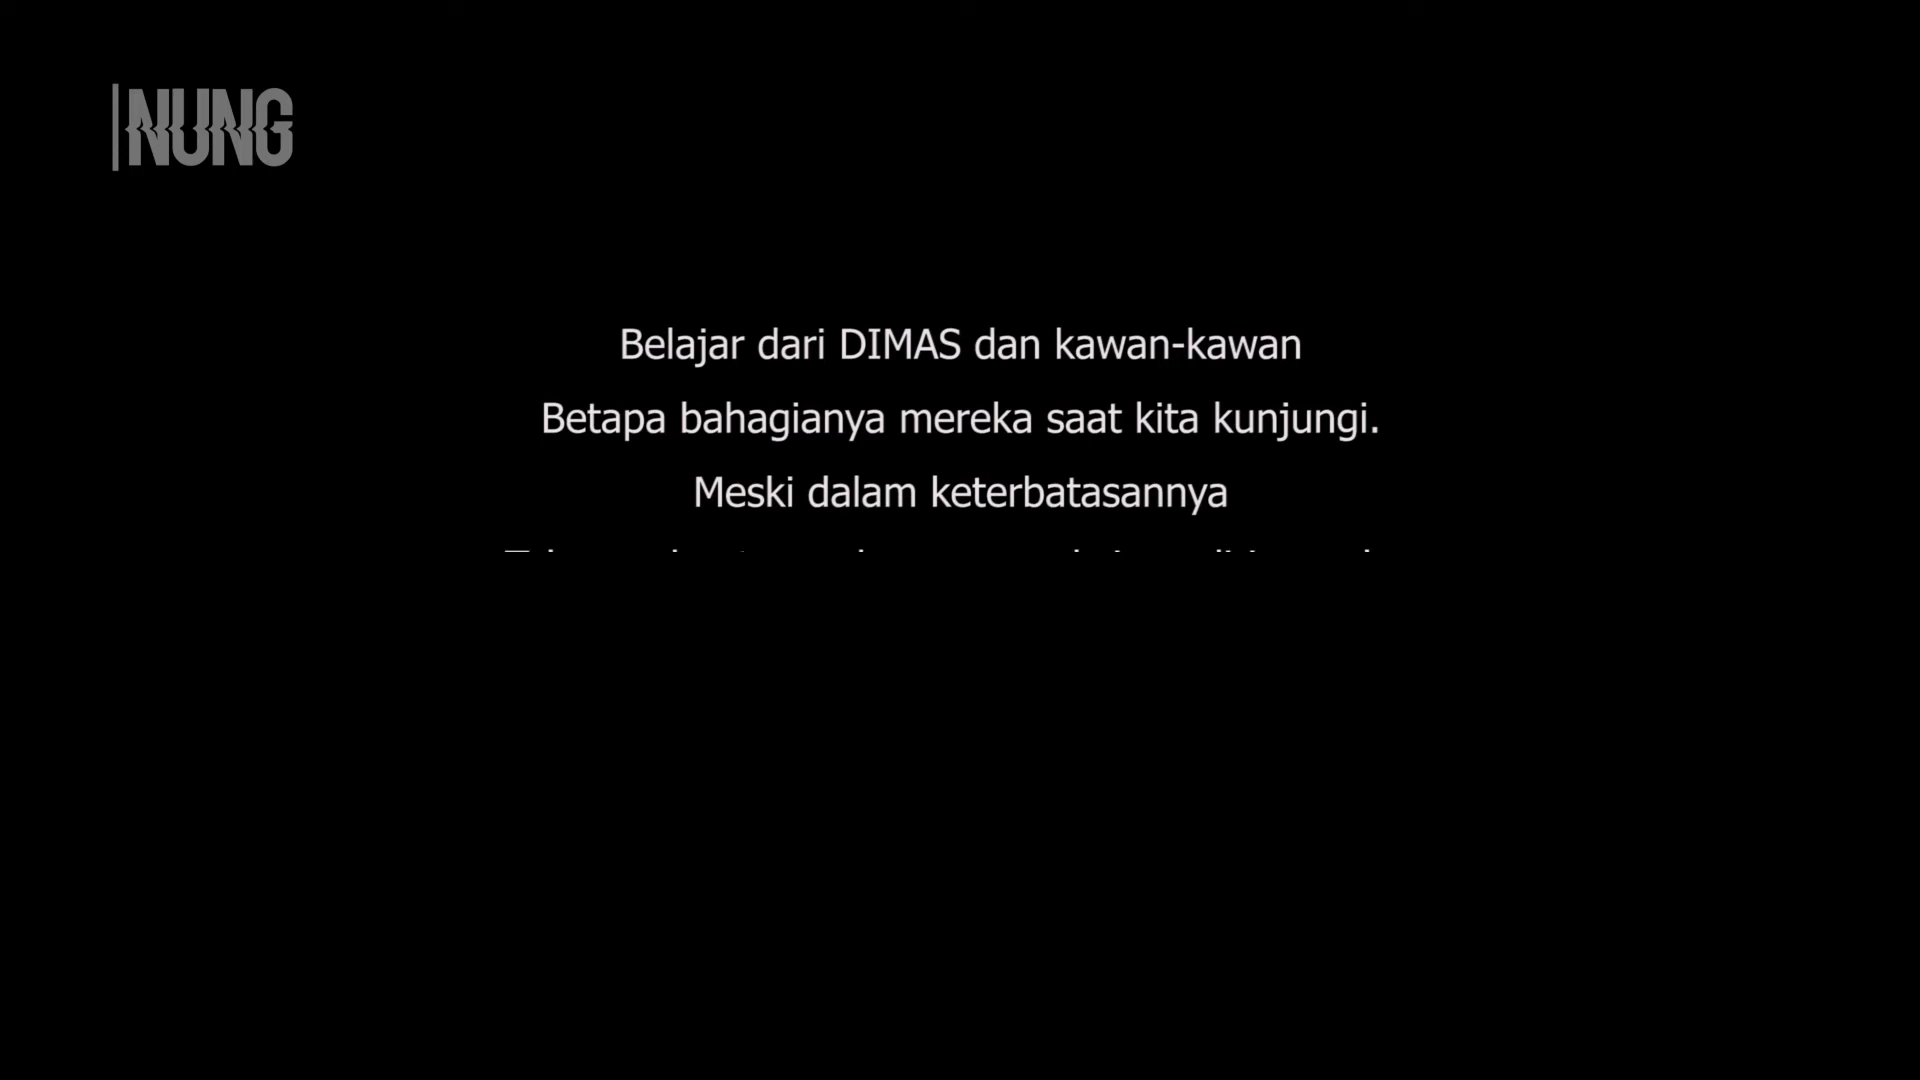 NUNG
Belajar dari DIMAS dan kawan-kawan
Betapa bahagianya mereka saat kita kunjungi.
Meski dalam keterbatasannya